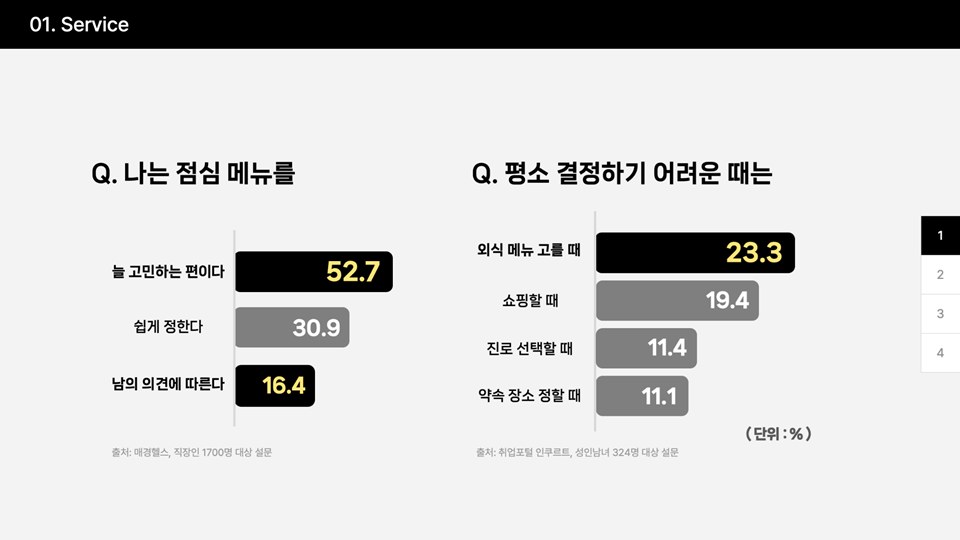 01. Service
Q. 나는 점심 메뉴를
늘 고민하는 편이다 52.7
쉽게 정한다 30.9
남의 의견에 따른다 16.4
출처: 매경헬스, 직장인 1700명 대상 설문
Q. 평소 결정하기 어려운 때는
외식 메뉴 고를 때 23.3
쇼핑할 때 19.4
진로 선택할 때 11.4
약속 장소 정할 때 11.1
( 단위 : % )
출처: 취업포털 인쿠르트, 성인남녀 324명 대상 설문
1
2
3
4